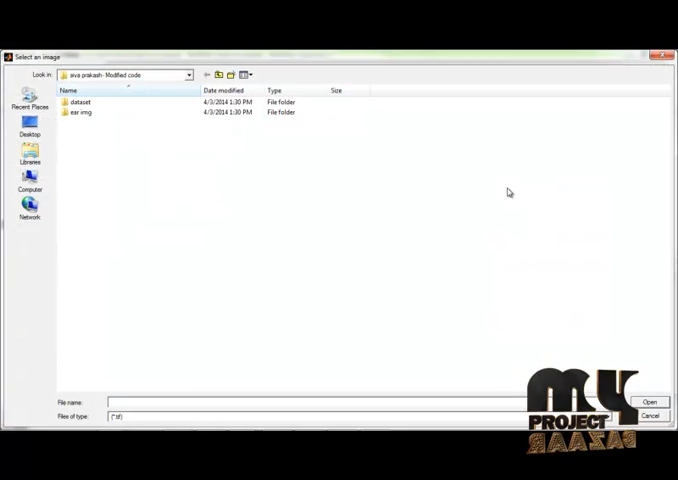 Select an image
Look in: siva prakash- Modified code
Name Date modified Type Size
dataset 4/3/2014 1:30 PM File folder
ear img 4/3/2014 1:30 PM File folder
Recent Places
Desktop
Libraries
Computer
Network
File name: Open
Files of type: (*.tif) Cancel
my
PROJECT
BAZAAR